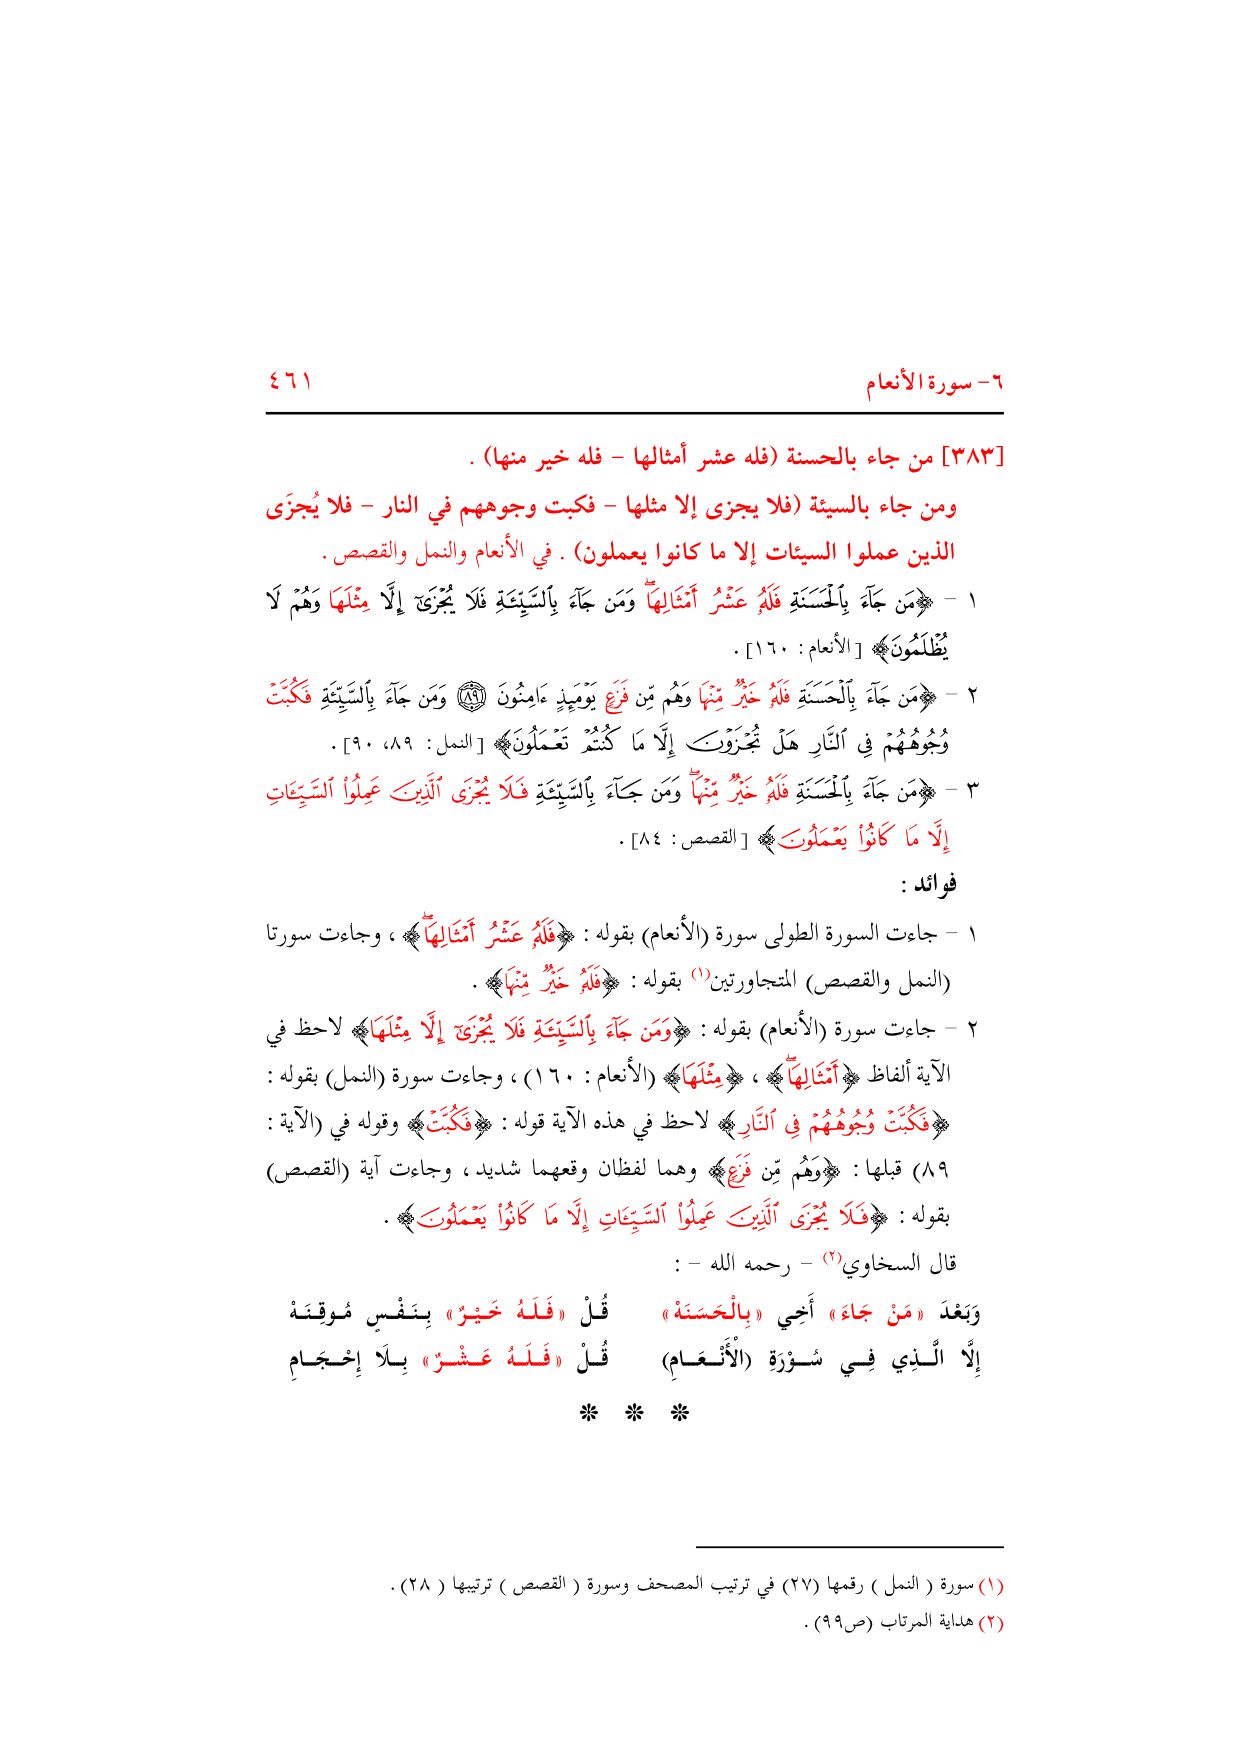 ٦- سورة الأنعام ٤٦١
[٣٨٣] من جاء بالحسنة (فله عشر أمثالها – فله خير منها) .
ومن جاء بالسيئة (فلا يجزى إلا مثلها – فكبت وجوههم في النار – فلا يُجزَى
الذين عملوا السيئات إلا ما كانوا يعملون) . في الأنعام والنمل والقصص .
١ – ﴿مَن جَآءَ بِٱلْحَسَنَةِ فَلَهُۥ عَشْرُ أَمْثَالِهَاۖ وَمَن جَآءَ بِٱلسَّيِّئَةِ فَلَا يُجْزَىٰٓ إِلَّا مِثْلَهَا وَهُمْ لَا
يُظْلَمُونَ﴾ [الأنعام: ١٦٠] .
٢ – ﴿مَن جَآءَ بِٱلْحَسَنَةِ فَلَهُۥ خَيْرٌ مِّنْهَا وَهُم مِّن فَزَعٍ يَوْمَئِذٍ ءَامِنُونَ ۝٨٩ وَمَن جَآءَ بِٱلسَّيِّئَةِ فَكُبَّتْ
وُجُوهُهُمْ فِى ٱلنَّارِ هَلْ تُجْزَوْنَ إِلَّا مَا كُنتُمْ تَعْمَلُونَ﴾ [النمل: ٨٩، ٩٠] .
٣ – ﴿مَن جَآءَ بِٱلْحَسَنَةِ فَلَهُۥ خَيْرٌ مِّنْهَاۖ وَمَن جَآءَ بِٱلسَّيِّئَةِ فَلَا يُجْزَى ٱلَّذِينَ عَمِلُوا۟ ٱلسَّيِّـَٔاتِ
إِلَّا مَا كَانُوا۟ يَعْمَلُونَ﴾ [القصص: ٨٤] .
فوائد :
١ – جاءت السورة الطولى سورة (الأنعام) بقوله : ﴿فَلَهُۥ عَشْرُ أَمْثَالِهَاۖ﴾ ، وجاءت سورتا
(النمل والقصص) المتجاورتين(١) بقوله : ﴿فَلَهُۥ خَيْرٌ مِّنْهَا﴾ .
٢ – جاءت سورة (الأنعام) بقوله : ﴿وَمَن جَآءَ بِٱلسَّيِّئَةِ فَلَا يُجْزَىٰٓ إِلَّا مِثْلَهَا﴾ لاحظ في
الآية ألفاظ ﴿أَمْثَالِهَاۖ﴾ ، ﴿مِثْلَهَا﴾ (الأنعام : ١٦٠) ، وجاءت سورة (النمل) بقوله :
﴿فَكُبَّتْ وُجُوهُهُمْ فِى ٱلنَّارِ﴾ لاحظ في هذه الآية قوله : ﴿فَكُبَّتْ﴾ وقوله في (الآية :
٨٩) قبلها : ﴿وَهُم مِّن فَزَعٍ﴾ وهما لفظان وقعهما شديد ، وجاءت آية (القصص)
بقوله : ﴿فَلَا يُجْزَى ٱلَّذِينَ عَمِلُوا۟ ٱلسَّيِّـَٔاتِ إِلَّا مَا كَانُوا۟ يَعْمَلُونَ﴾ .
قال السخاوي(٢) – رحمه الله – :
وَبَعْدَ «مَنْ جَاءَ» أَخِي «بِالْحَسَنَهْ» قُلْ «فَلَهُ خَيْرٌ» بِنَفْسٍ مُوقِنَهْ
إِلَّا الَّذِي فِي سُوْرَةِ (الْأَنْعَامِ) قُلْ «فَلَهُ عَشْرٌ» بِلَا إِحْجَامِ
* * *
(١) سورة ( النمل ) رقمها (٢٧) في ترتيب المصحف وسورة ( القصص ) ترتيبها ( ٢٨) .
(٢) هداية المرتاب (ص٩٩) .